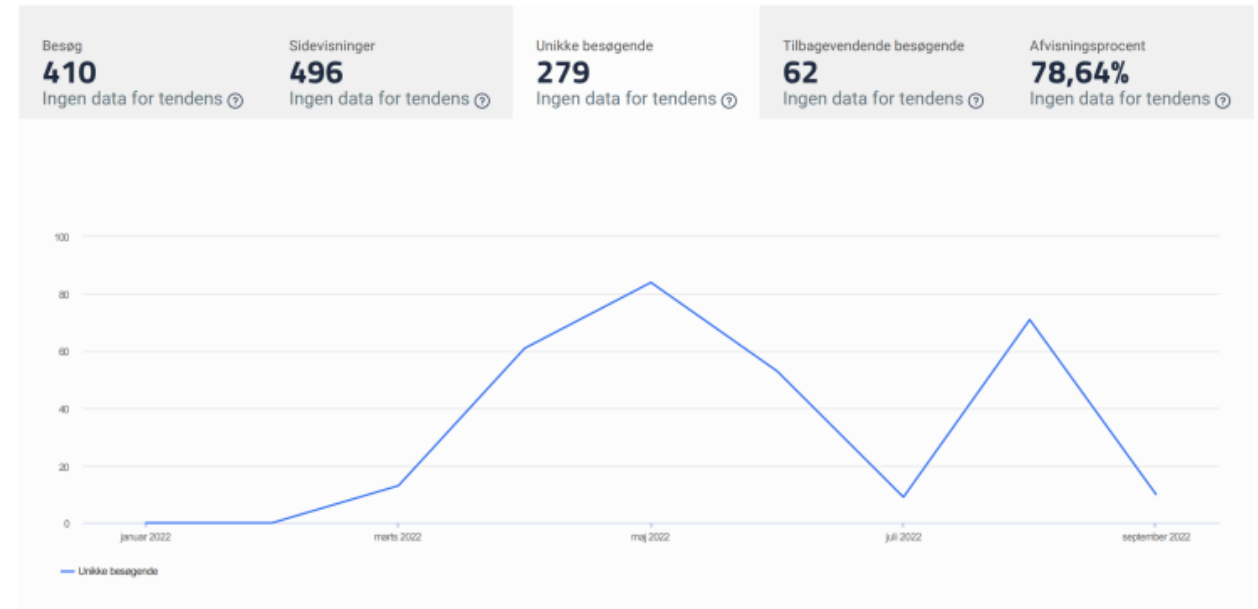 Besøg
410
Ingen data for tendens ?
Sidevisninger
496
Ingen data for tendens ?
Unikke besøgende
279
Ingen data for tendens ?
Tilbagevendende besøgende
62
Ingen data for tendens ?
Afvisningsprocent
78,64%
Ingen data for tendens ?
100
80
60
40
20
0
januar 2022
marts 2022
maj 2022
juli 2022
september 2022
Unikke besøgende